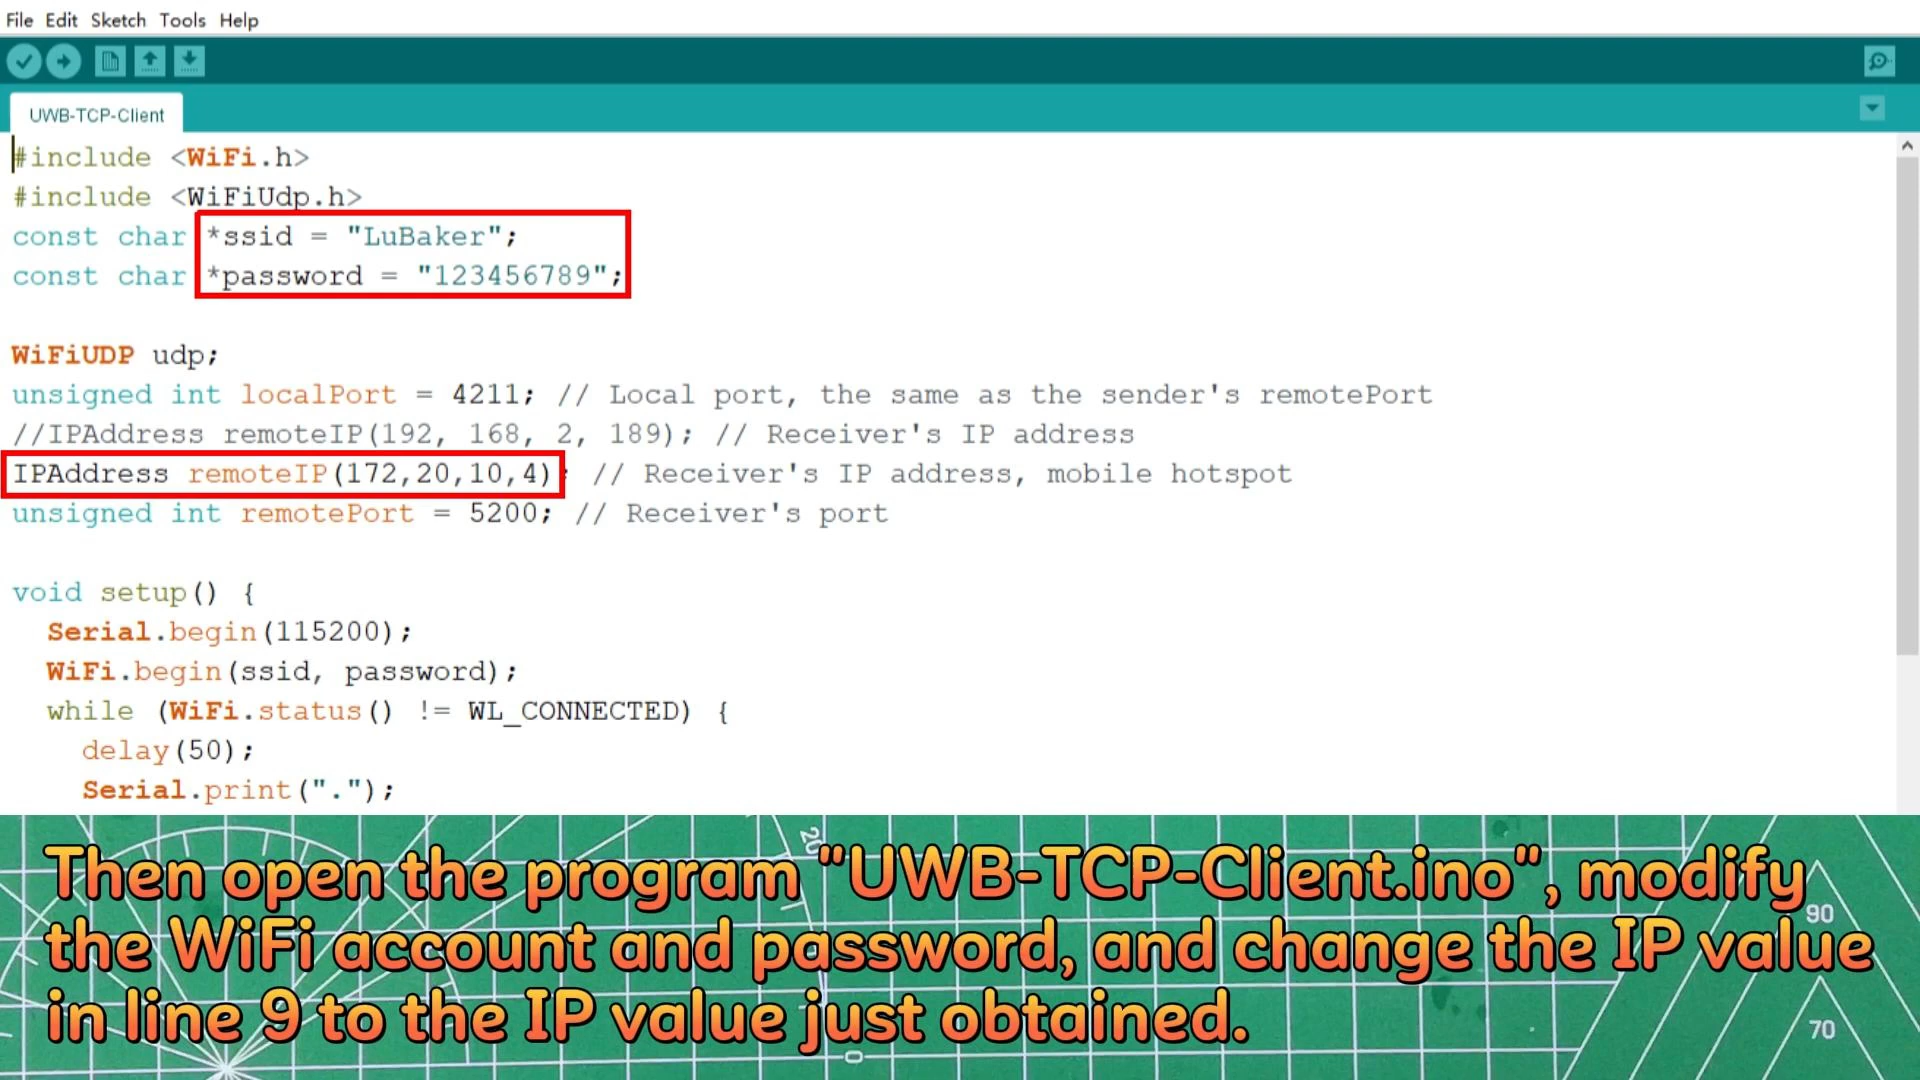 File Edit Sketch Tools Help
UWB-TCP-Client
#include <WiFi.h>
#include <WiFiUdp.h>
const char *ssid = "LuBaker";
const char *password = "123456789";
WiFiUDP udp;
unsigned int localPort = 4211; // Local port, the same as the sender's remotePort
//IPAddress remoteIP(192, 168, 2, 189); // Receiver's IP address
IPAddress remoteIP(172,20,10,4); // Receiver's IP address, mobile hotspot
unsigned int remotePort = 5200; // Receiver's port
void setup() {
Serial.begin(115200);
WiFi.begin(ssid, password);
while (WiFi.status() != WL_CONNECTED) {
delay(50);
Serial.print(".");
Then open the program "UWB-TCP-Client.ino", modify
the WiFi account and password, and change the IP value
in line 9 to the IP value just obtained.
20
90
70
0